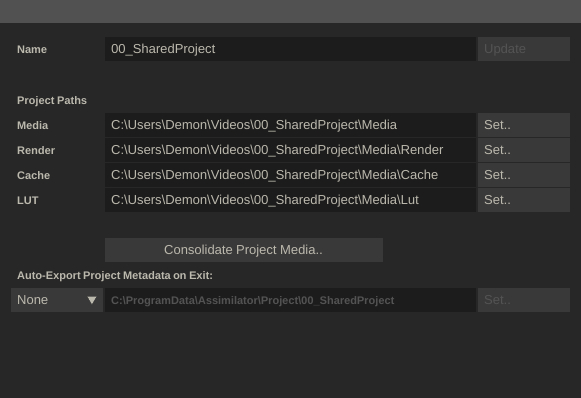 Name 00_SharedProject Update
Project Paths
Media C:\Users\Demon\Videos\00_SharedProject\Media Set..
Render C:\Users\Demon\Videos\00_SharedProject\Media\Render
Cache C:\Users\Demon\Videos\00_SharedProject\Media\Cache Set..
LUT C:\Users\Demon\Videos\00_SharedProject\Media\Lut Set..
Consolidate Project Media..
Auto-Export Project Metadata on Exit:
None C:\ProgramData\Assimilator\Project\00_SharedProject Set..